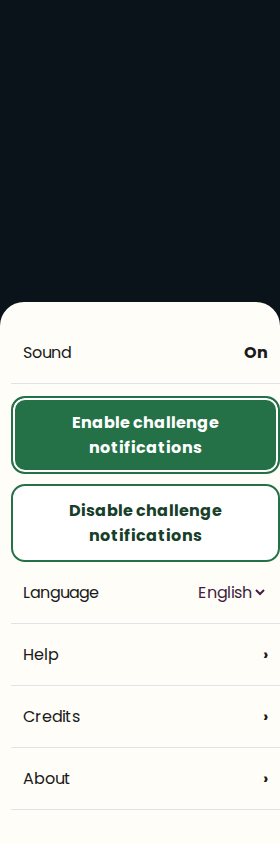 Sound On
Enable challenge
notifications
Disable challenge
notifications
Language English
Help ›
Credits ›
About ›